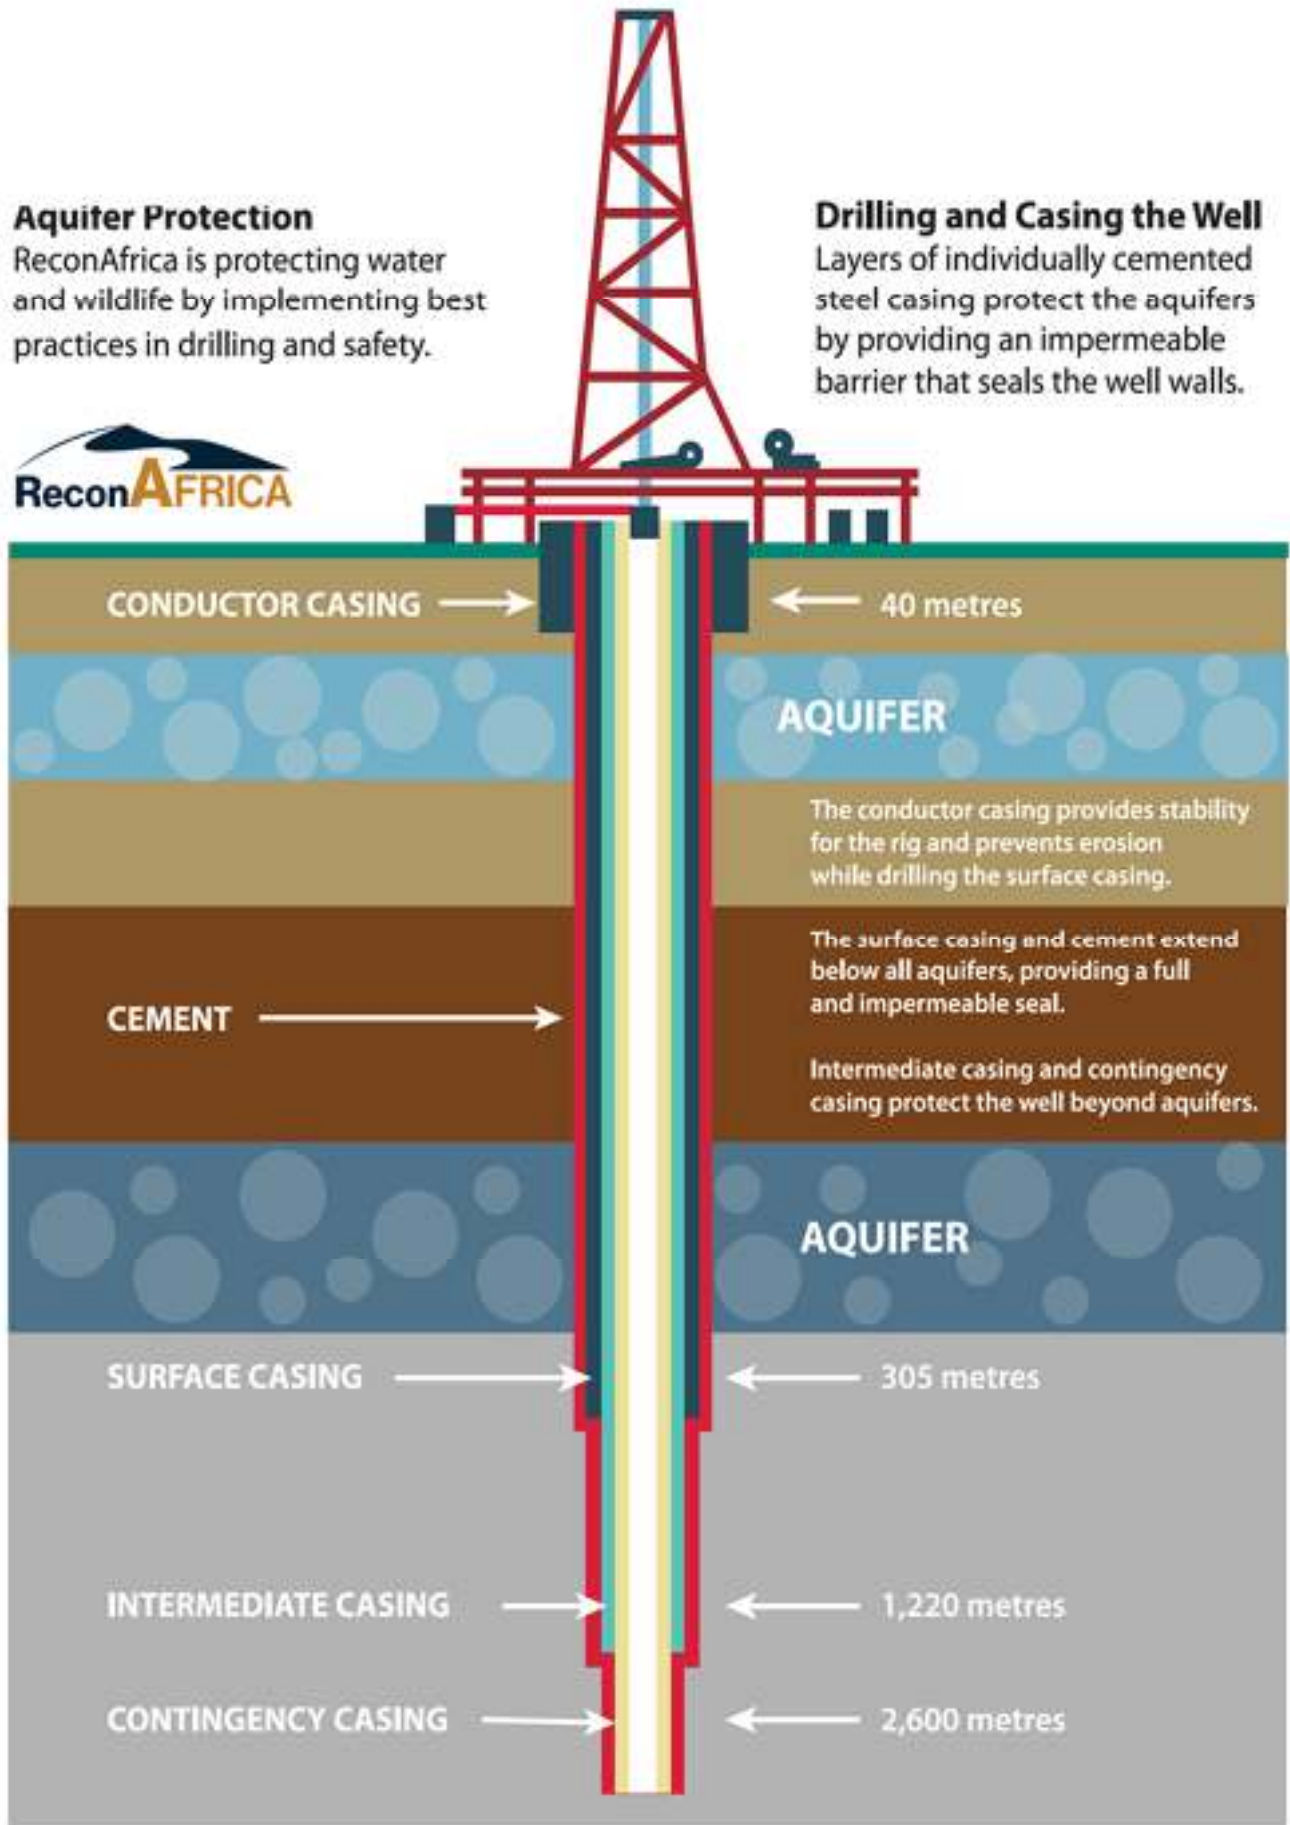 Aquifer Protection
ReconAfrica is protecting water
and wildlife by implementing best
practices in drilling and safety.
ReconAFRICA
Drilling and Casing the Well
Layers of individually cemented
steel casing protect the aquifers
by providing an impermeable
barrier that seals the well walls.
CONDUCTOR CASING
40 metres
AQUIFER
The conductor casing provides stability
for the rig and prevents erosion
while drilling the surface casing.
The surface casing and cement extend
below all aquifers, providing a full
and impermeable seal.
CEMENT
Intermediate casing and contingency
casing protect the well beyond aquifers.
AQUIFER
SURFACE CASING
305 metres
INTERMEDIATE CASING
1,220 metres
CONTINGENCY CASING
2,600 metres